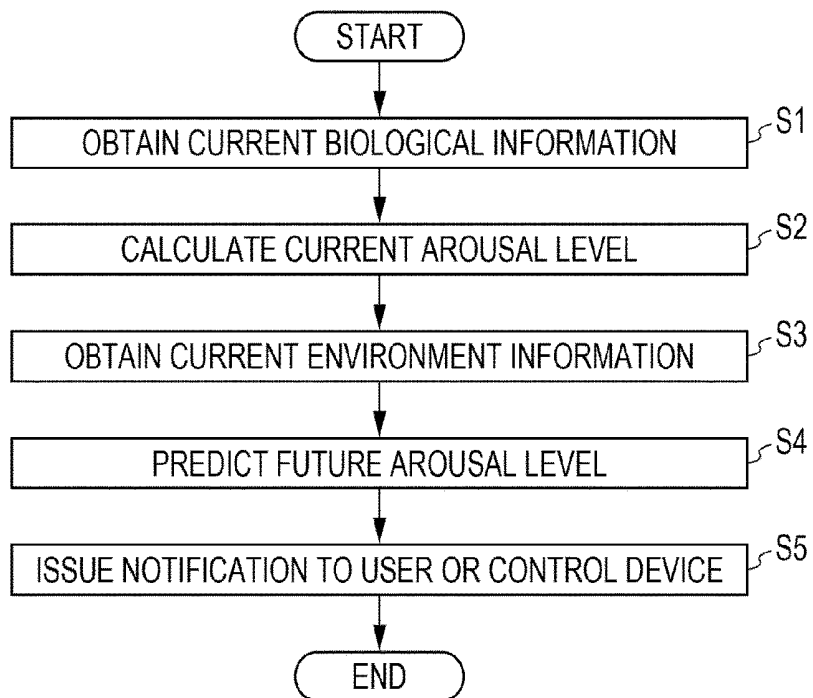 START
OBTAIN CURRENT BIOLOGICAL INFORMATION
S1
CALCULATE CURRENT AROUSAL LEVEL
S2
OBTAIN CURRENT ENVIRONMENT INFORMATION
S3
PREDICT FUTURE AROUSAL LEVEL
S4
ISSUE NOTIFICATION TO USER OR CONTROL DEVICE
S5
END